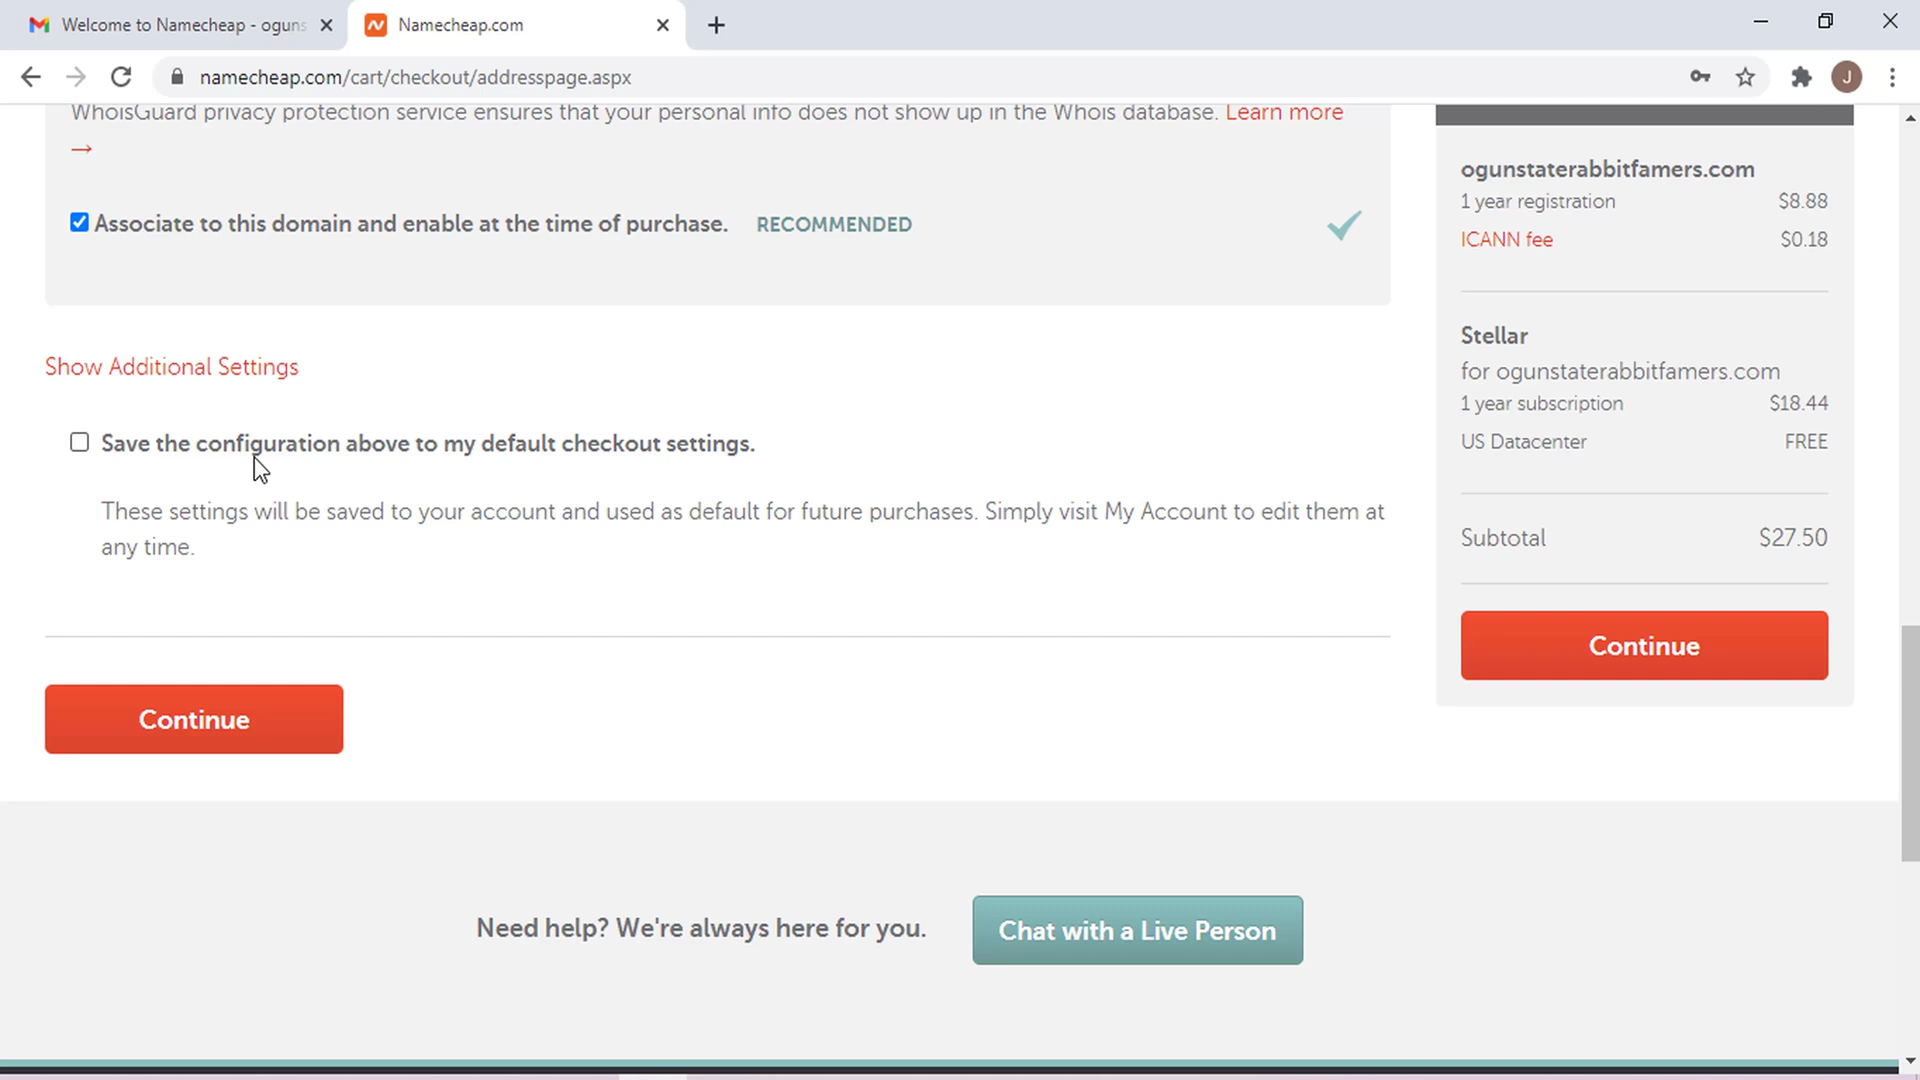 Welcome to Namecheap - oguns
Namecheap.com
namecheap.com/cart/checkout/addresspage.aspx
J
WhoisGuard privacy protection service ensures that your personal info does not show up in the Whois database. Learn more
→
Associate to this domain and enable at the time of purchase. RECOMMENDED
Show Additional Settings
Save the configuration above to my default checkout settings.
These settings will be saved to your account and used as default for future purchases. Simply visit My Account to edit them at
any time.
Continue
ogunstaterabbitfamers.com
1 year registration $8.88
ICANN fee $0.18
Stellar
for ogunstaterabbitfamers.com
1 year subscription $18.44
US Datacenter FREE
Subtotal $27.50
Continue
Need help? We're always here for you.
Chat with a Live Person